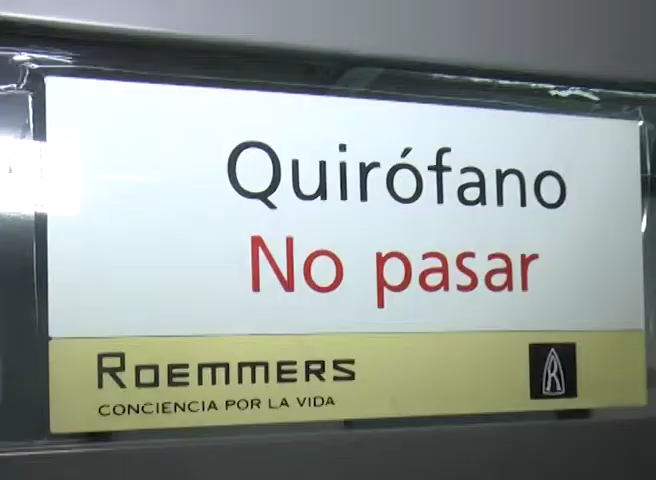 Quirófano
No pasar
ROEMMERS
CONCIENCIA POR LA VIDA
R